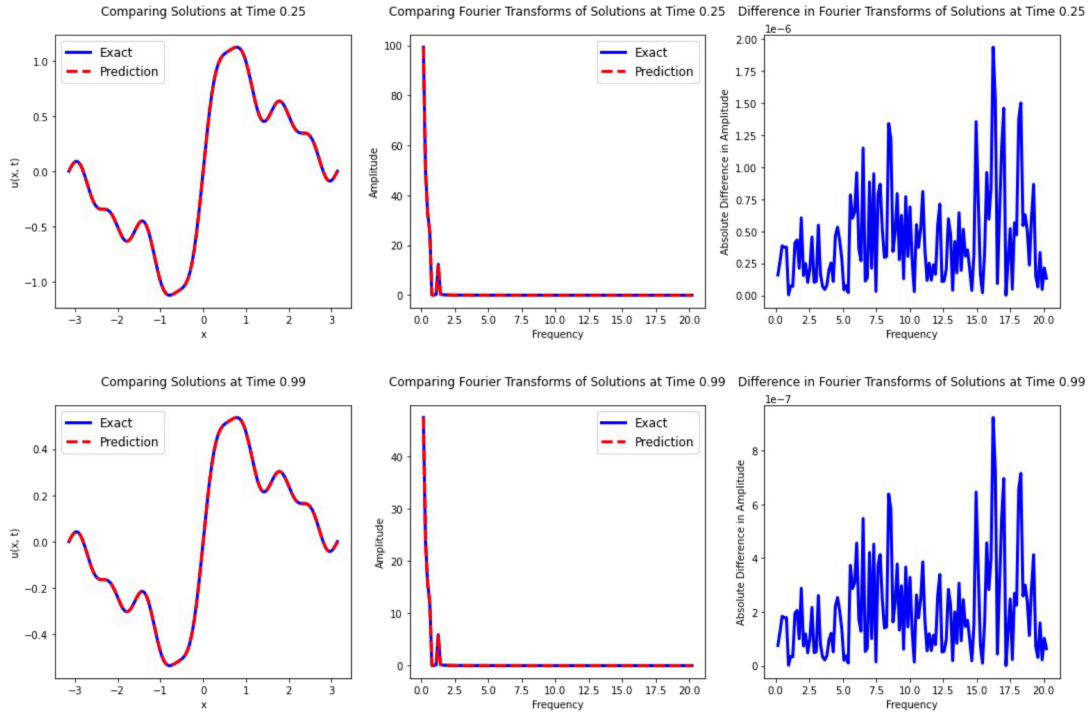 Comparing Solutions at Time 0.25
Comparing Fourier Transforms of Solutions at Time 0.25
Difference in Fourier Transforms of Solutions at Time 0.25
1e−6
Exact
Prediction
1.0
0.5
0.0
−0.5
−1.0
u(x, t)
−3 −2 −1 0 1 2 3
x
Exact
Prediction
100
80
60
40
20
0
Amplitude
0.0 2.5 5.0 7.5 10.0 12.5 15.0 17.5 20.0
Frequency
2.00
1.75
1.50
1.25
1.00
0.75
0.50
0.25
0.00
Absolute Difference in Amplitude
0.0 2.5 5.0 7.5 10.0 12.5 15.0 17.5 20.0
Frequency
Comparing Solutions at Time 0.99
Comparing Fourier Transforms of Solutions at Time 0.99
Difference in Fourier Transforms of Solutions at Time 0.99
1e−7
Exact
Prediction
0.4
0.2
0.0
−0.2
−0.4
u(x, t)
−3 −2 −1 0 1 2 3
x
Exact
Prediction
40
30
20
10
0
Amplitude
0.0 2.5 5.0 7.5 10.0 12.5 15.0 17.5 20.0
Frequency
8
6
4
2
0
Absolute Difference in Amplitude
0.0 2.5 5.0 7.5 10.0 12.5 15.0 17.5 20.0
Frequency